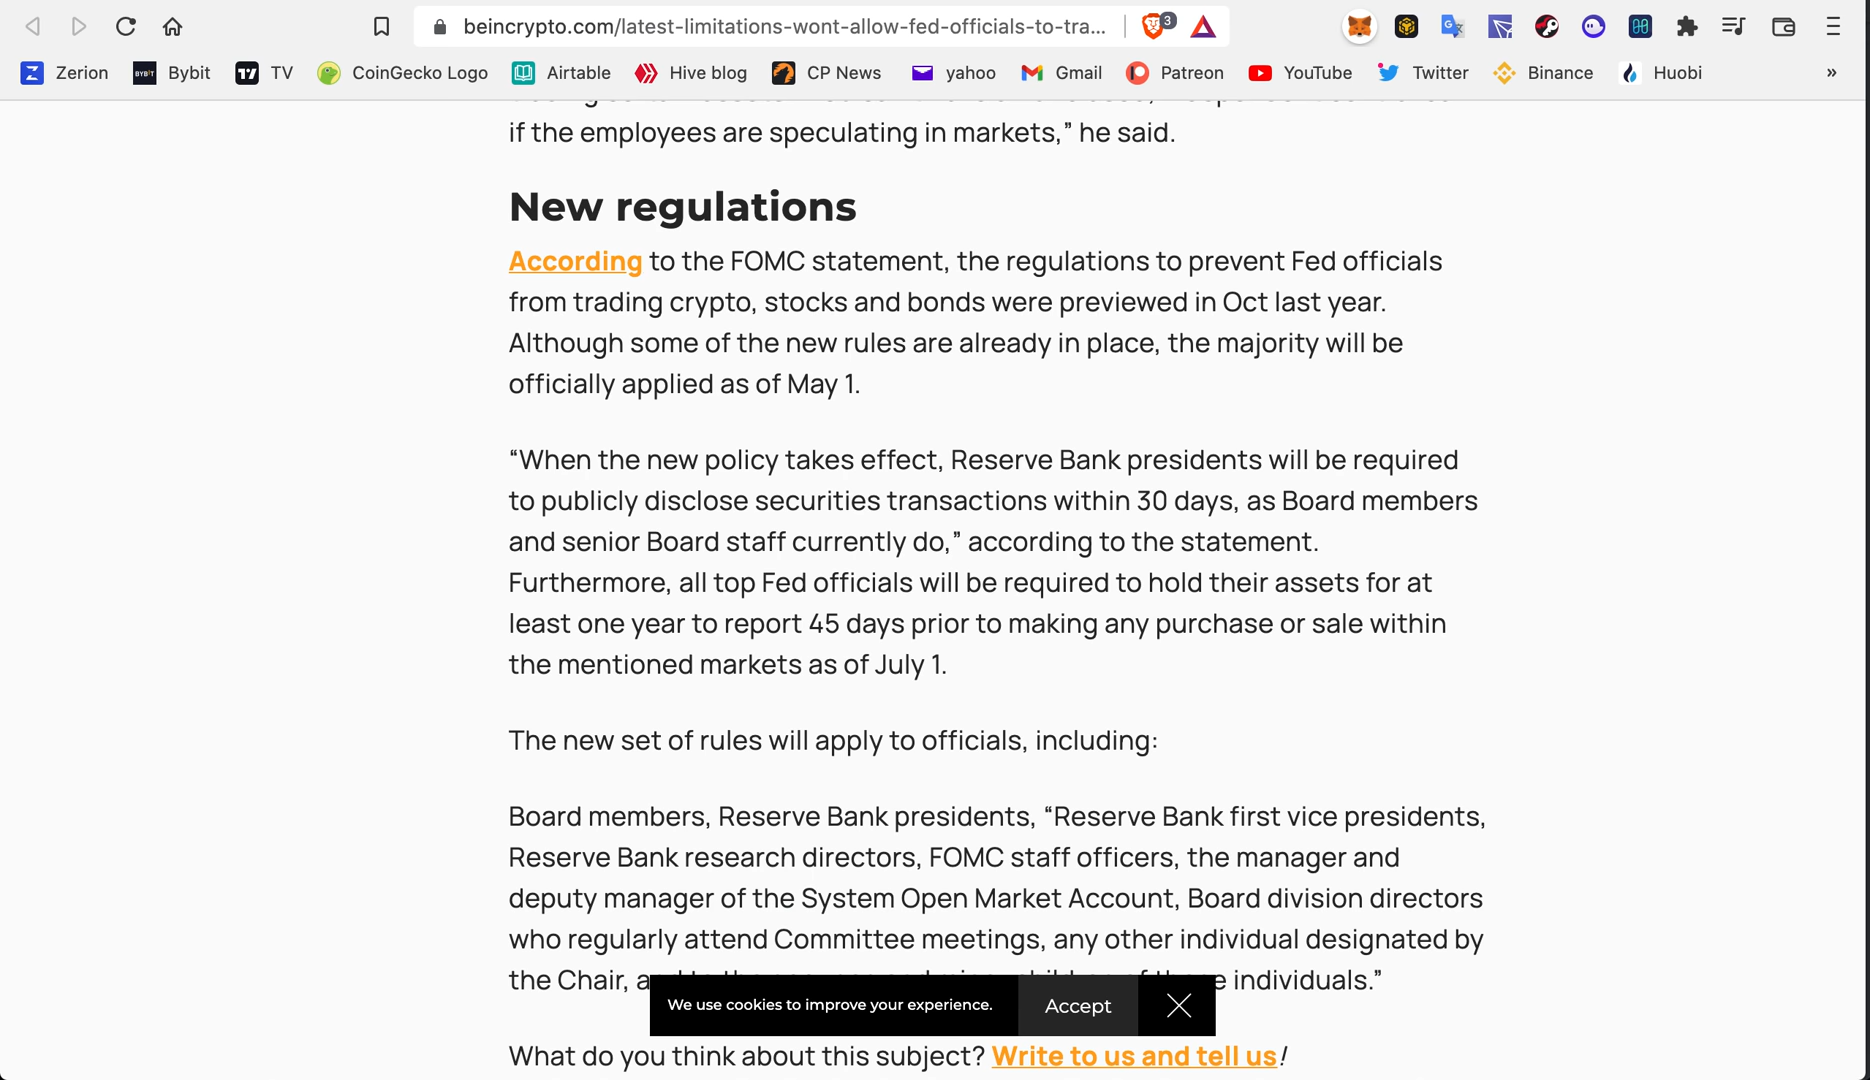 beincrypto.com/latest-limitations-wont-allow-fed-officials-to-tra...
3
Zerion
BYBIT
Bybit
TV
CoinGecko Logo
Airtable
Hive blog
CP News
yahoo
Gmail
Patreon
YouTube
Twitter
Binance
Huobi
»
if the employees are speculating in markets,” he said.
New regulations
According to the FOMC statement, the regulations to prevent Fed officials
from trading crypto, stocks and bonds were previewed in Oct last year.
Although some of the new rules are already in place, the majority will be
officially applied as of May 1.
“When the new policy takes effect, Reserve Bank presidents will be required
to publicly disclose securities transactions within 30 days, as Board members
and senior Board staff currently do,” according to the statement.
Furthermore, all top Fed officials will be required to hold their assets for at
least one year to report 45 days prior to making any purchase or sale within
the mentioned markets as of July 1.
The new set of rules will apply to officials, including:
Board members, Reserve Bank presidents, “Reserve Bank first vice presidents,
Reserve Bank research directors, FOMC staff officers, the manager and
deputy manager of the System Open Market Account, Board division directors
who regularly attend Committee meetings, any other individual designated by
the Chair, individuals.”
We use cookies to improve your experience.
Accept
What do you think about this subject? Write to us and tell us!